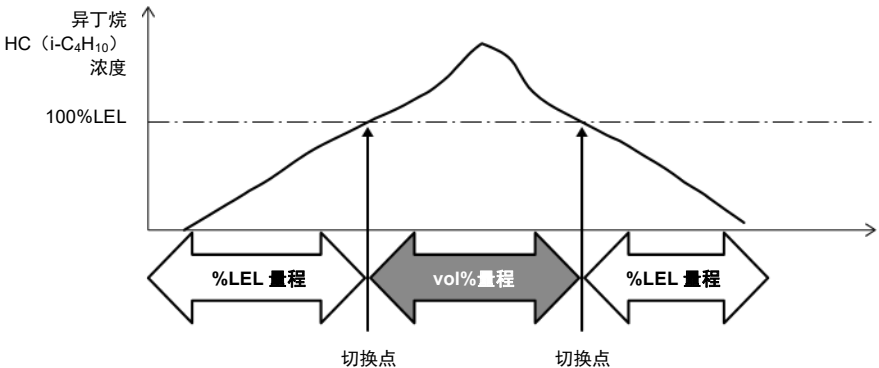 异丁烷
HC（i-C₄H₁₀）
浓度
100%LEL
%LEL 量程
vol%量程
%LEL 量程
切换点
切换点